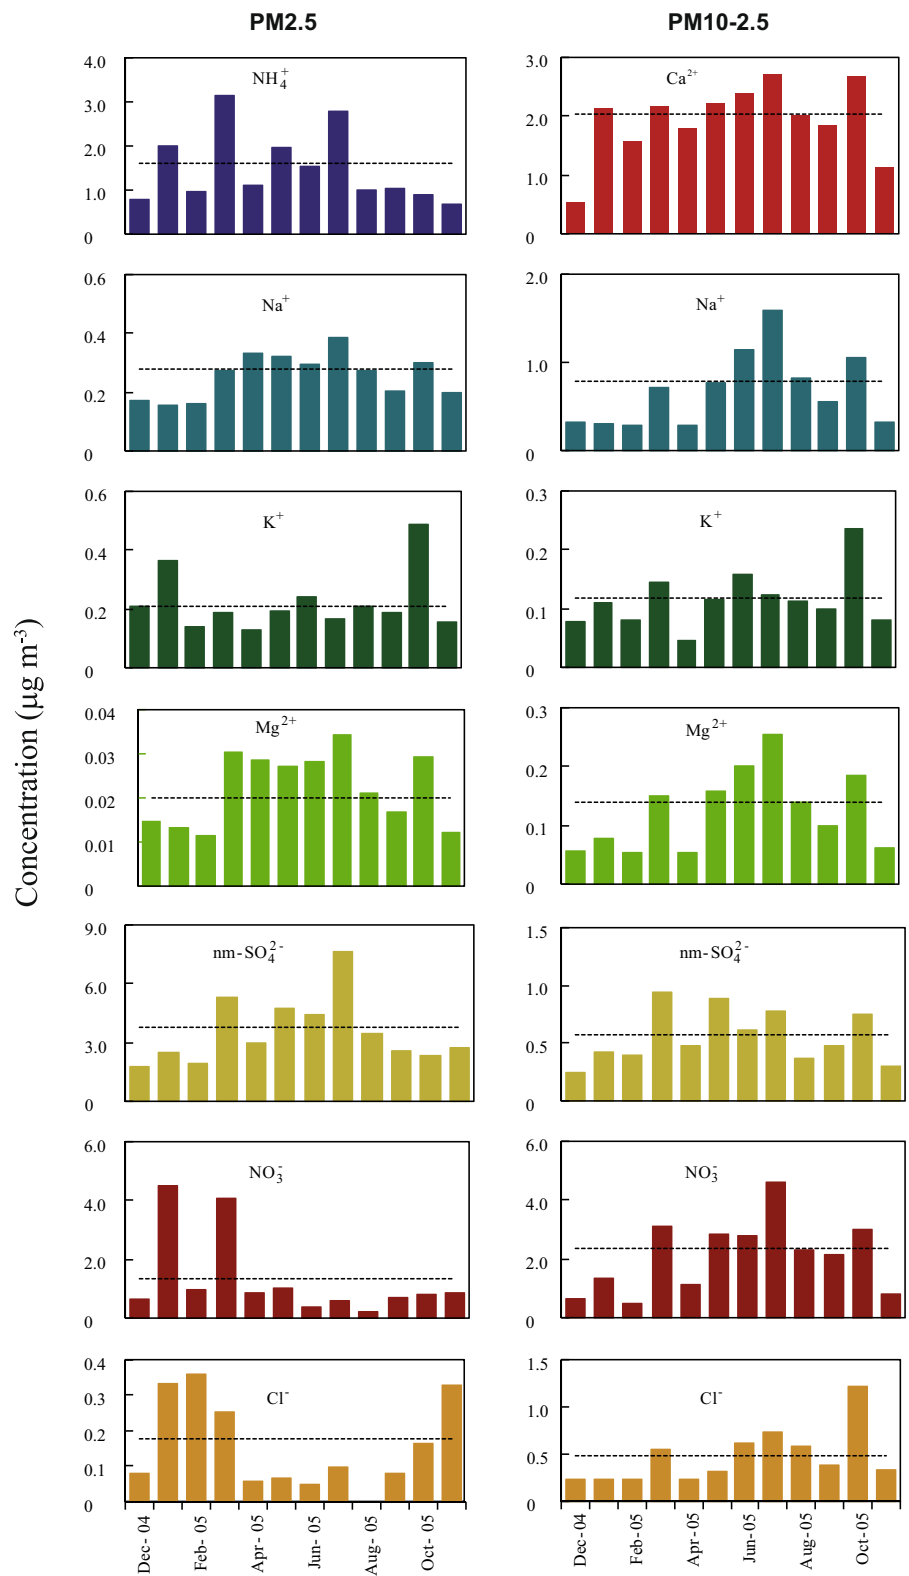 PM2.5
PM10-2.5
Concentration (µg m⁻³)
4.0
3.0
2.0
1.0
0
NH₄⁺
3.0
2.0
1.0
0
Ca²⁺
0.6
0.4
0.2
0
Na⁺
2.0
1.0
0
Na⁺
0.6
0.4
0.2
0
K⁺
0.3
0.2
0.1
0
K⁺
0.04
0.03
0.02
0.01
0
Mg²⁺
0.3
0.2
0.1
0
Mg²⁺
9.0
6.0
3.0
0
nm-SO₄²⁻
1.5
1.0
0.5
0
nm-SO₄²⁻
6.0
4.0
2.0
0
NO₃⁻
6.0
4.0
2.0
0
NO₃⁻
0.4
0.3
0.2
0.1
0
Cl⁻
1.5
1.0
0.5
0
Cl⁻
Dec-04
Feb-05
Apr-05
Jun-05
Aug-05
Oct-05
Dec-04
Feb-05
Apr-05
Jun-05
Aug-05
Oct-05